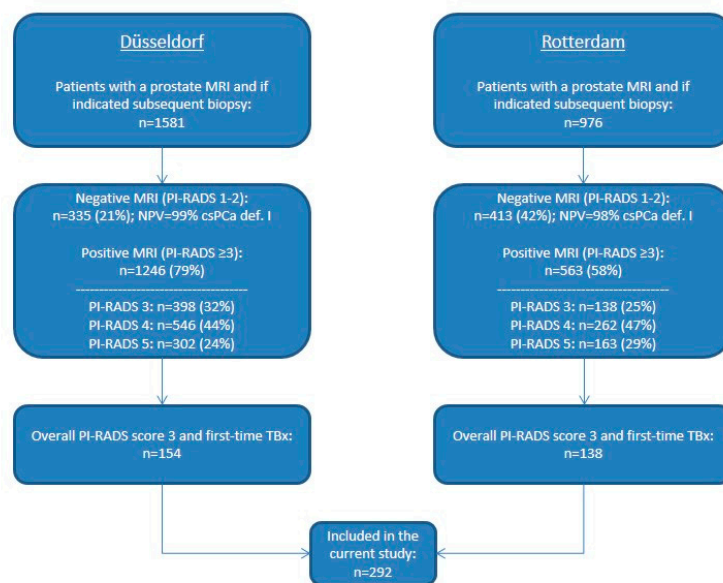 Düsseldorf
Patients with a prostate MRI and if
indicated subsequent biopsy:
n=1581
Negative MRI (PI-RADS 1-2):
n=335 (21%); NPV=99% csPCa def. I
Positive MRI (PI-RADS ≥3):
n=1246 (79%)
------------------------------------
PI-RADS 3: n=398 (32%)
PI-RADS 4: n=546 (44%)
PI-RADS 5: n=302 (24%)
Overall PI-RADS score 3 and first-time TBx:
n=154
Rotterdam
Patients with a prostate MRI and if
indicated subsequent biopsy:
n=976
Negative MRI (PI-RADS 1-2):
n=413 (42%); NPV=98% csPCa def. I
Positive MRI (PI-RADS ≥3):
n=563 (58%)
------------------------------------
PI-RADS 3: n=138 (25%)
PI-RADS 4: n=262 (47%)
PI-RADS 5: n=163 (29%)
Overall PI-RADS score 3 and first-time TBx:
n=138
Included in the
current study:
n=292